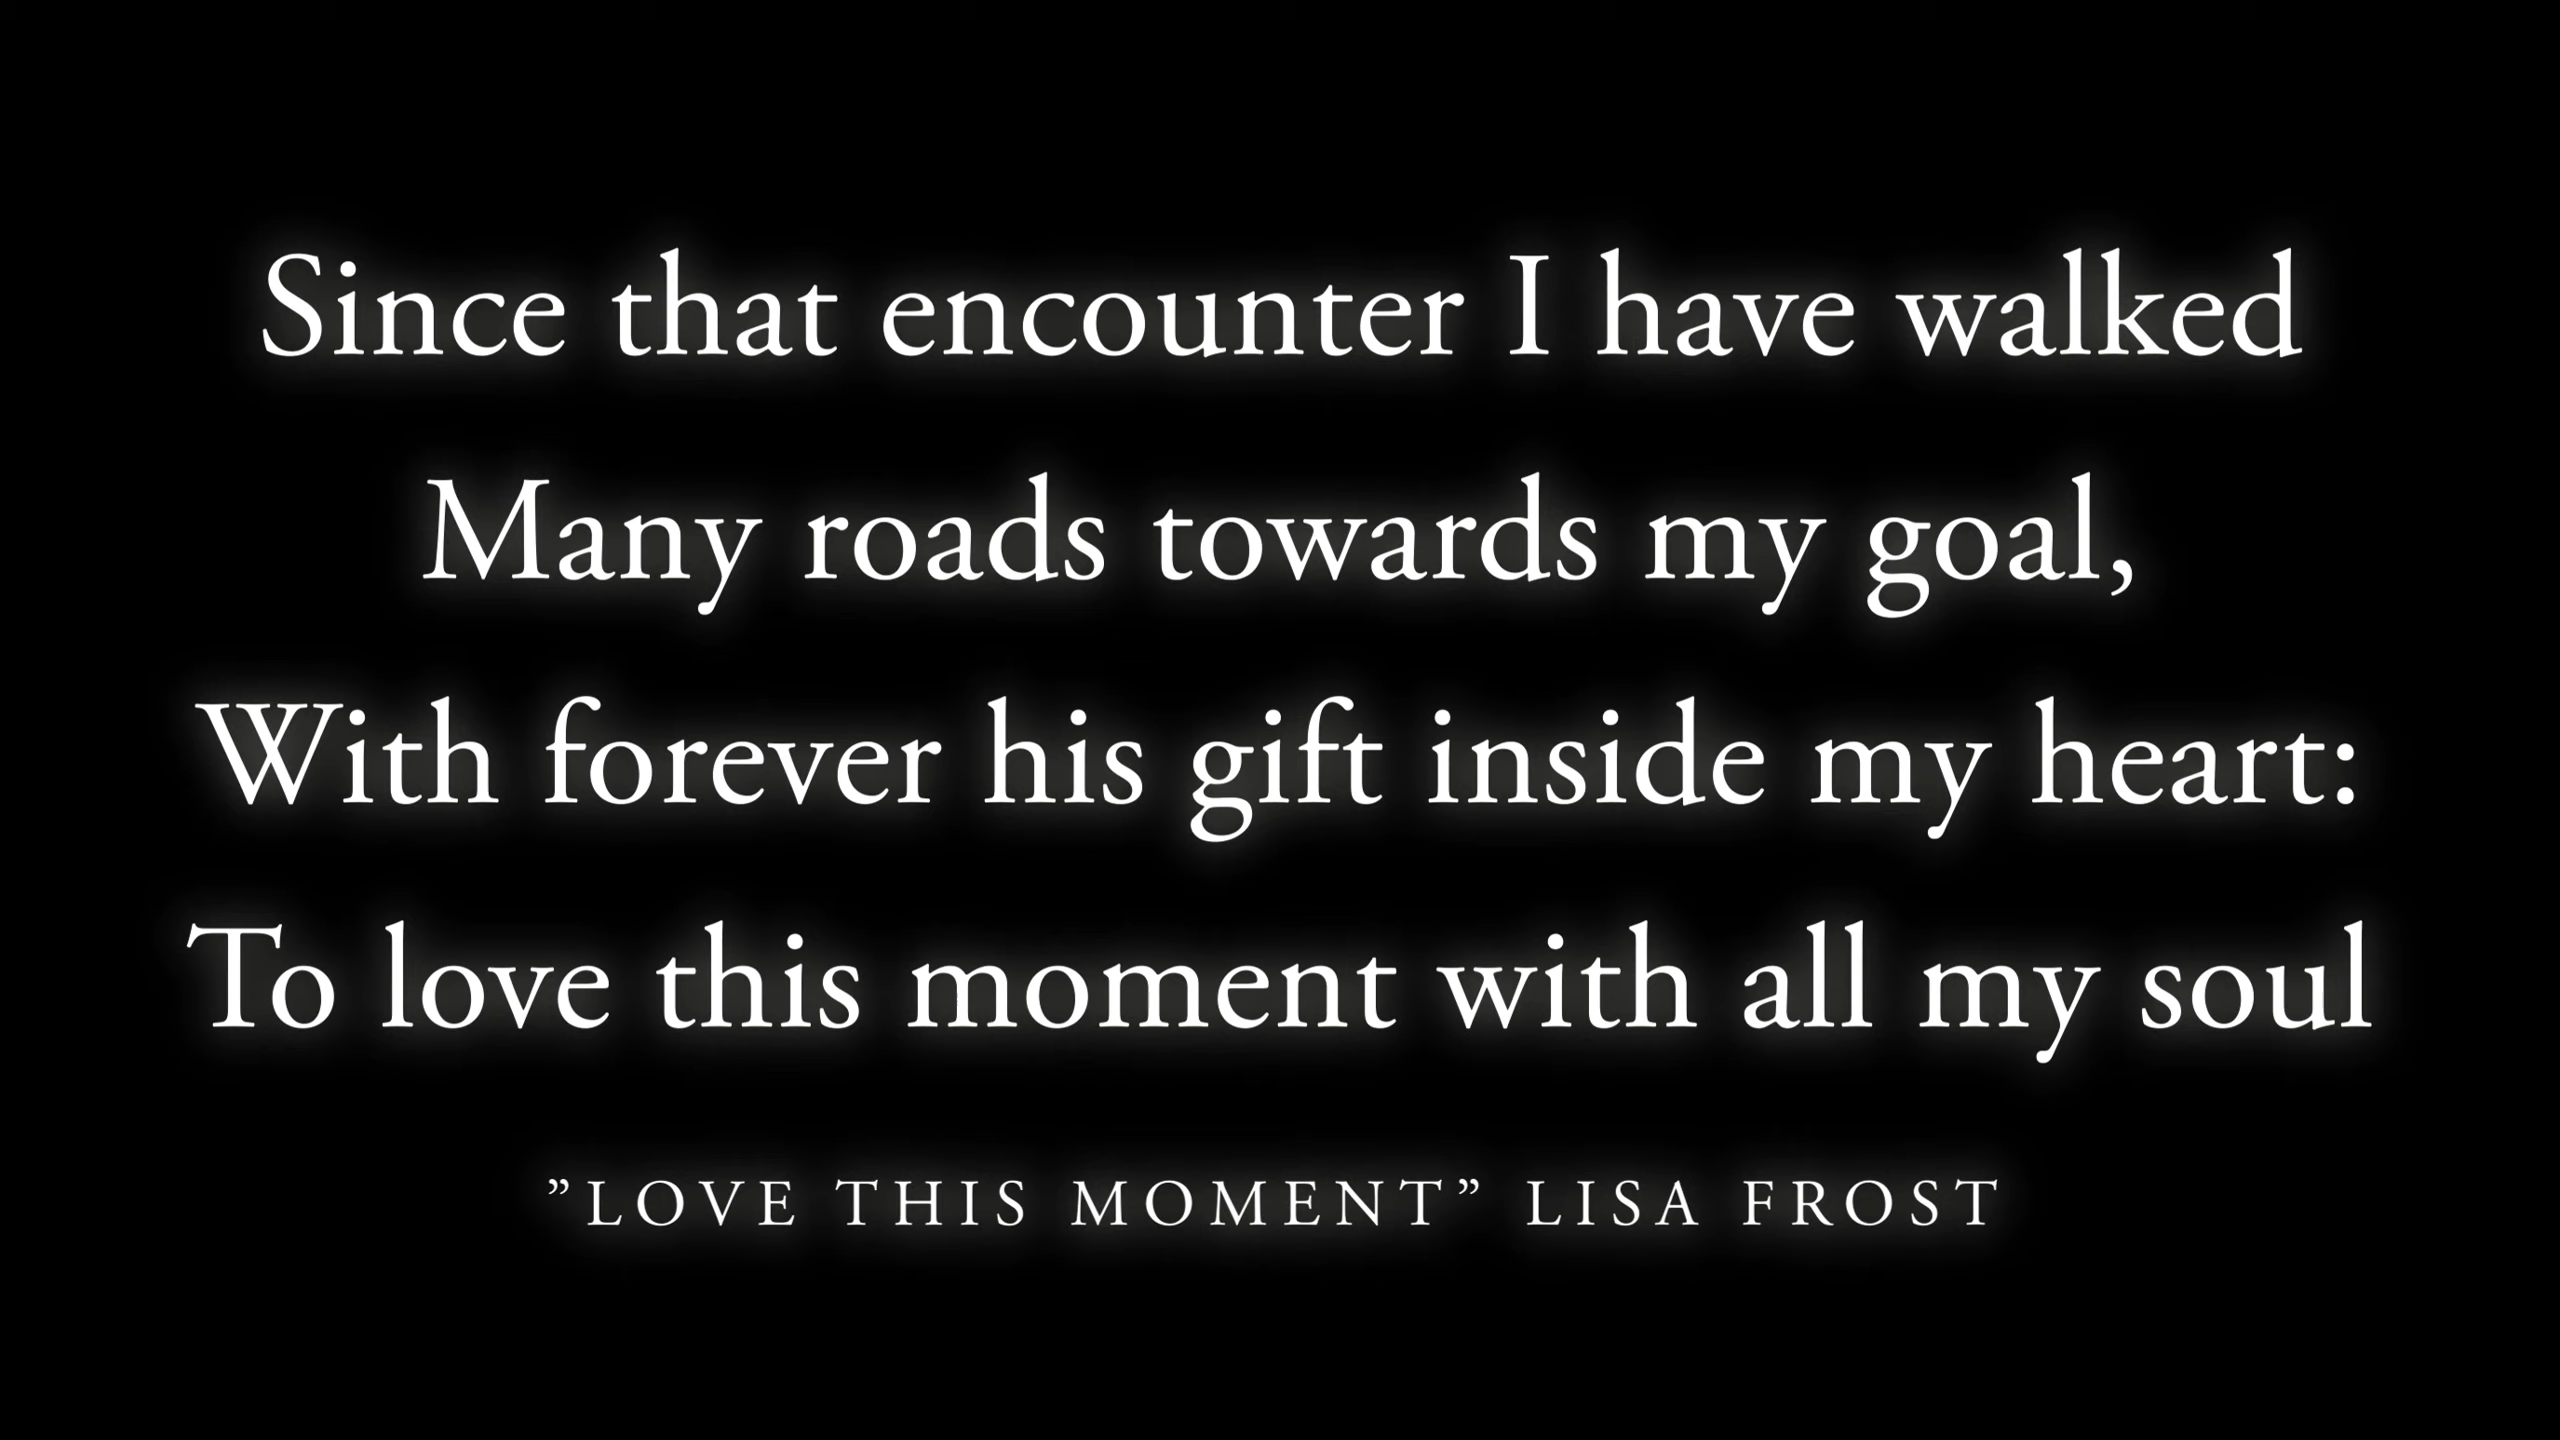 Since that encounter I have walked
Many roads towards my goal,
With forever his gift inside my heart:
To love this moment with all my soul
”LOVE THIS MOMENT” LISA FROST